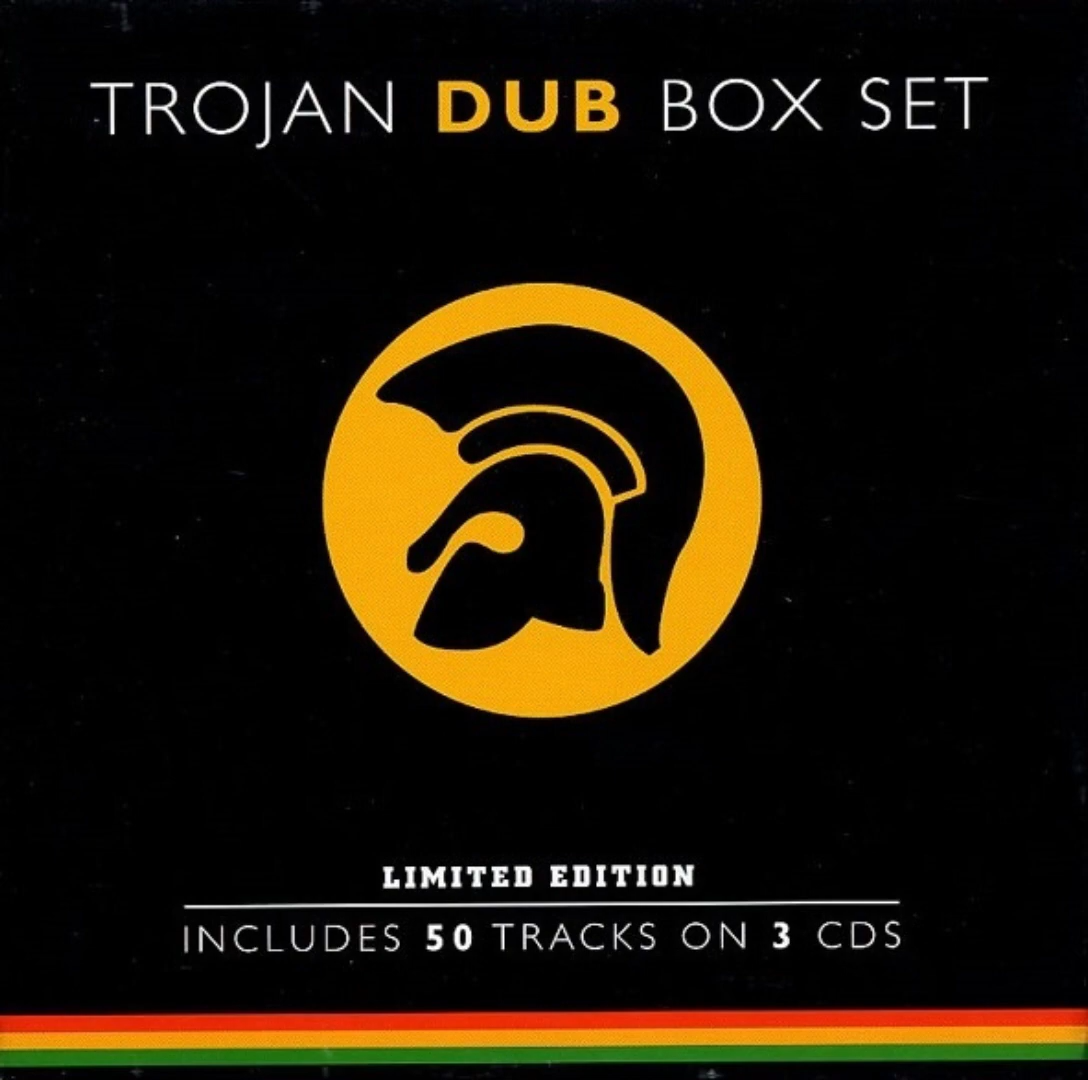 TROJAN DUB BOX SET
LIMITED EDITION
INCLUDES 50 TRACKS ON 3 CDS